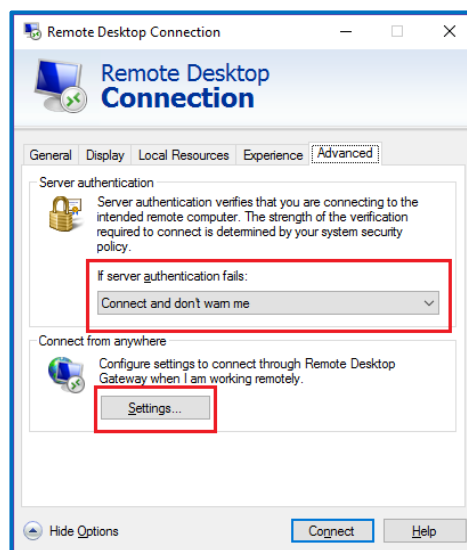 Remote Desktop Connection
Remote Desktop
Connection
General Display Local Resources Experience Advanced
Server authentication
Server authentication verifies that you are connecting to the
intended remote computer. The strength of the verification
required to connect is determined by your system security
policy.
If server authentication fails:
Connect and don't warn me
Connect from anywhere
Configure settings to connect through Remote Desktop
Gateway when I am working remotely.
Settings...
Hide Options
Connect
Help